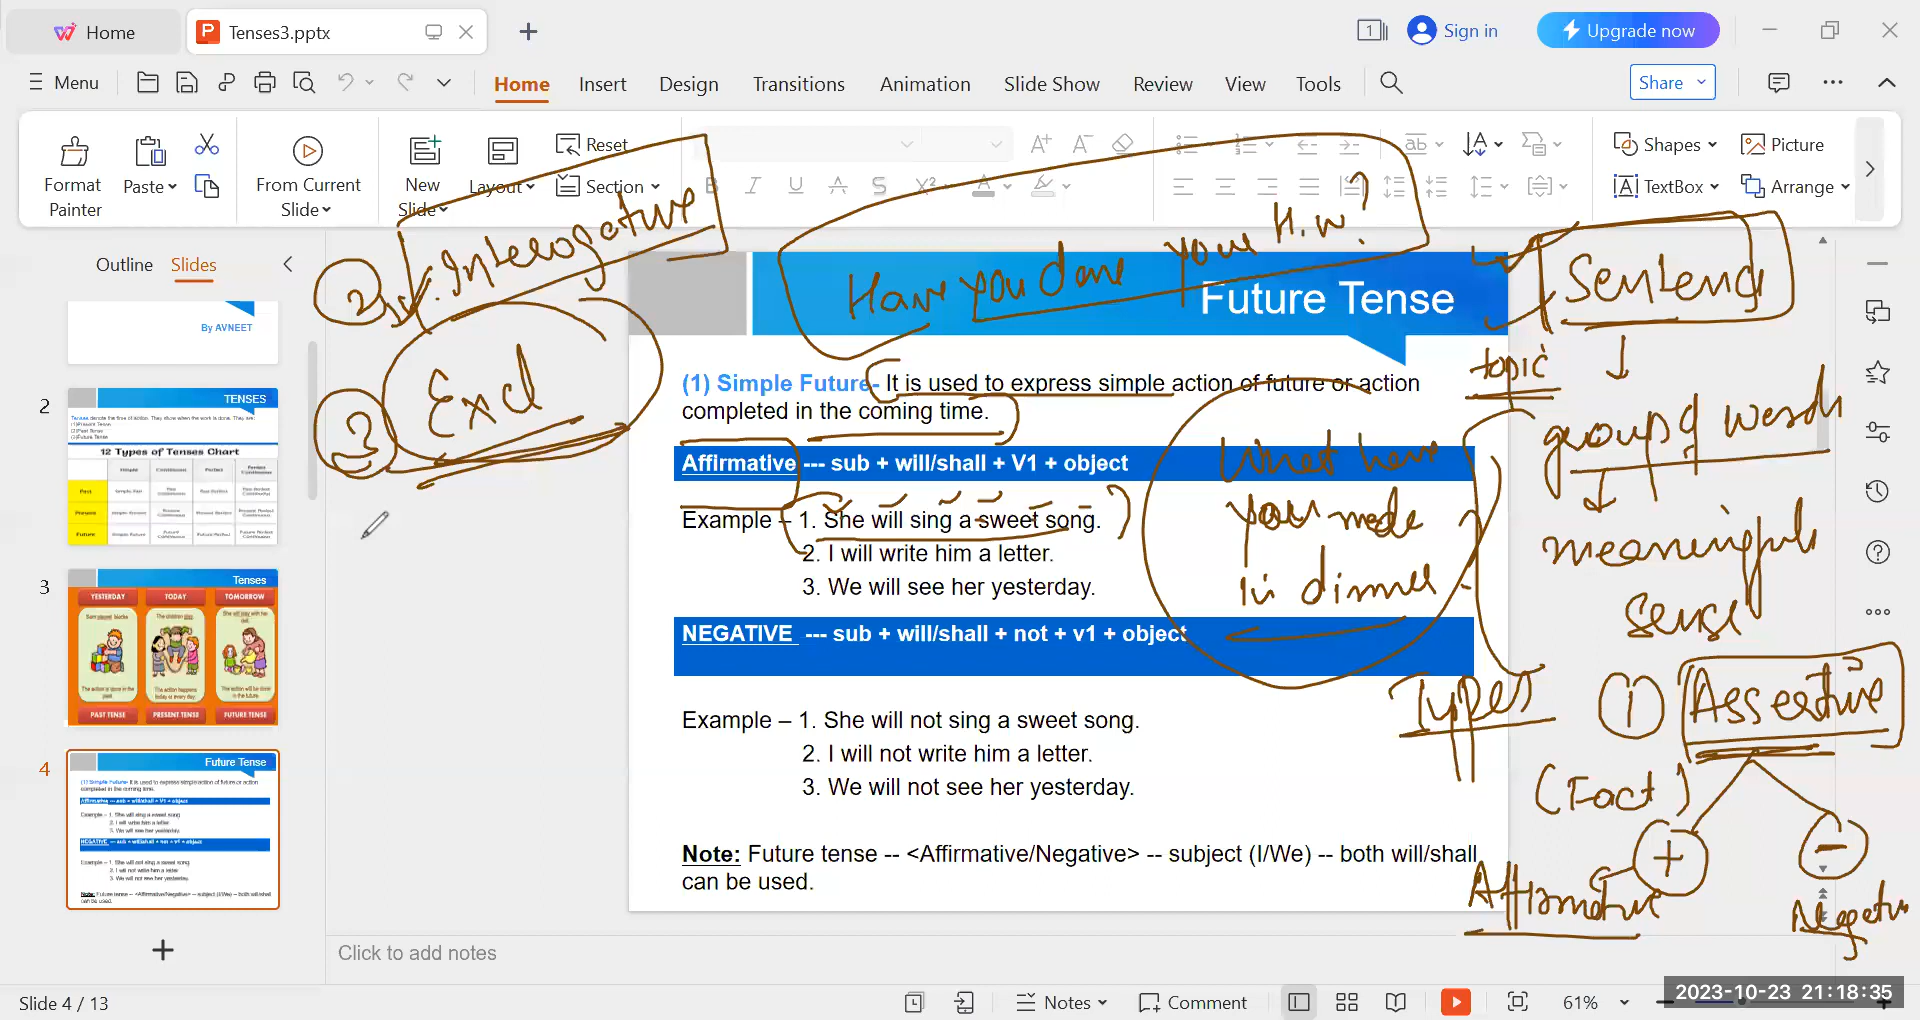 Home
Tenses3.pptx
1
Sign in
Upgrade now
Menu
Home Insert Design Transitions Animation Slide Show Review View Tools
Share
Format Painter
Paste
From Current Slide
New Slide
Layout
Reset
Section
Shapes
Picture
TextBox
Arrange
Outline
Slides
By AVNEET
2
TENSES
12 Types of Tenses Chart
Past
Present
Future
3
Tenses
YESTERDAY TODAY TOMORROW
PAST TENSE PRESENT TENSE FUTURE TENSE
4
Future Tense
2 Interogative
3 Excl
Have you done your H.W?
Future Tense
(1) Simple Future- It is used to express simple action of future or action
completed in the coming time.
Affirmative --- sub + will/shall + V1 + object
Example – 1. She will sing a sweet song.
2. I will write him a letter.
3. We will see her yesterday.
NEGATIVE --- sub + will/shall + not + v1 + object
Example – 1. She will not sing a sweet song.
2. I will not write him a letter.
3. We will not see her yesterday.
Note: Future tense -- <Affirmative/Negative> -- subject (I/We) -- both will/shall
can be used.
What have
you made
in dinner
topic
group of words
meaningful
sense
Types
1 Assertive
(Fact)
+ -
Affirmative
Click to add notes
Slide 4 / 13
Notes
Comment
61%
2023-10-23 21:18:35